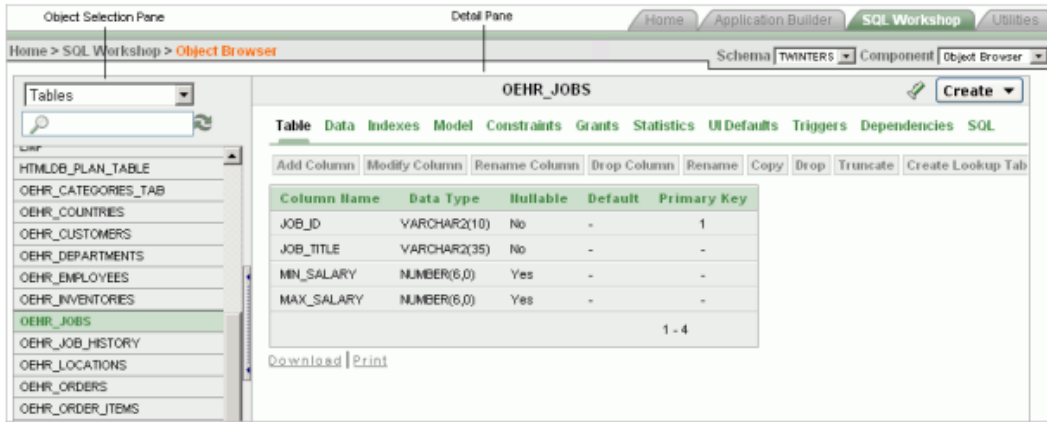 Object Selection Pane
Detail Pane
Home Application Builder SQL Workshop Utilities
Home > SQL Workshop > Object Browser
Schema TWINTERS Component Object Browser
Tables
OEHR_JOBS
Create
Table Data Indexes Model Constraints Grants Statistics UI Defaults Triggers Dependencies SQL
Add Column Modify Column Rename Column Drop Column Rename Copy Drop Truncate Create Lookup Tab
HTMLDB_PLAN_TABLE
OEHR_CATEGORIES_TAB
OEHR_COUNTRIES
OEHR_CUSTOMERS
OEHR_DEPARTMENTS
OEHR_EMPLOYEES
OEHR_INVENTORIES
OEHR_JOBS
OEHR_JOB_HISTORY
OEHR_LOCATIONS
OEHR_ORDERS
OEHR_ORDER_ITEMS
Column Name Data Type Nullable Default Primary Key
JOB_ID VARCHAR2(10) No - 1
JOB_TITLE VARCHAR2(35) No - -
MIN_SALARY NUMBER(6,0) Yes - -
MAX_SALARY NUMBER(6,0) Yes - -
1 - 4
Download | Print